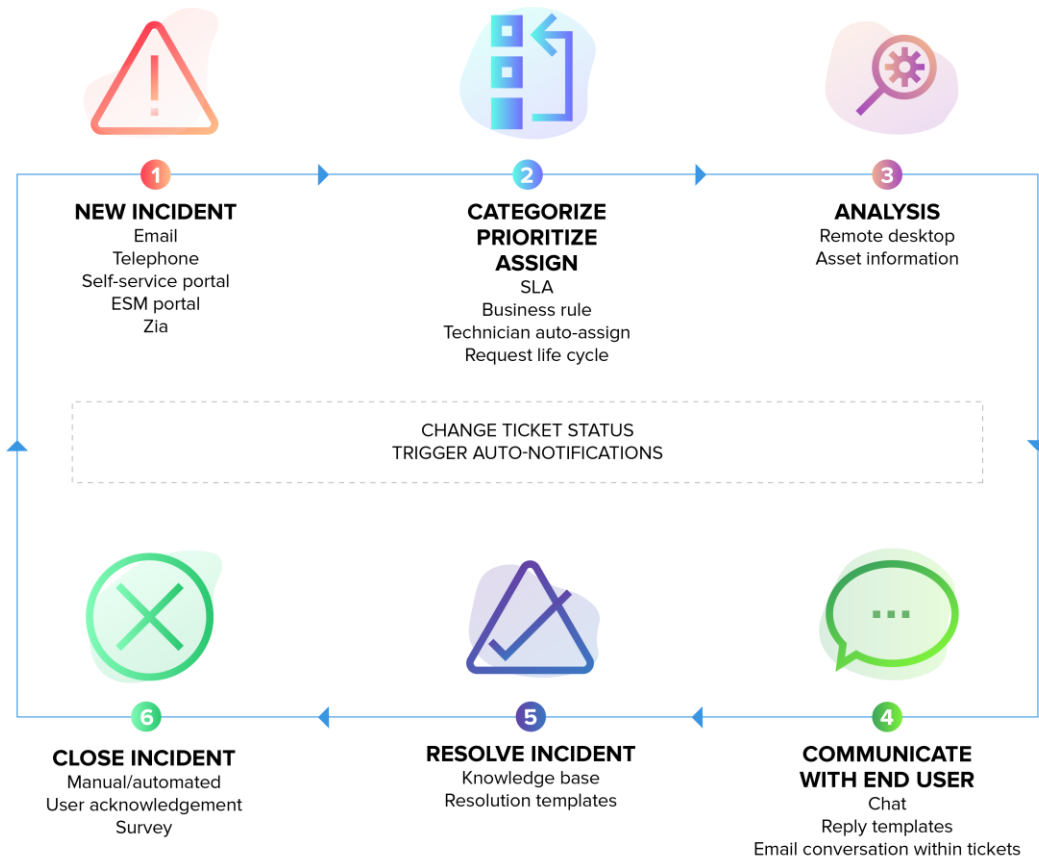 1
NEW INCIDENT
Email
Telephone
Self-service portal
ESM portal
Zia
2
CATEGORIZE
PRIORITIZE
ASSIGN
SLA
Business rule
Technician auto-assign
Request life cycle
3
ANALYSIS
Remote desktop
Asset information
CHANGE TICKET STATUS
TRIGGER AUTO-NOTIFICATIONS
6
CLOSE INCIDENT
Manual/automated
User acknowledgement
Survey
5
RESOLVE INCIDENT
Knowledge base
Resolution templates
4
COMMUNICATE
WITH END USER
Chat
Reply templates
Email conversation within tickets